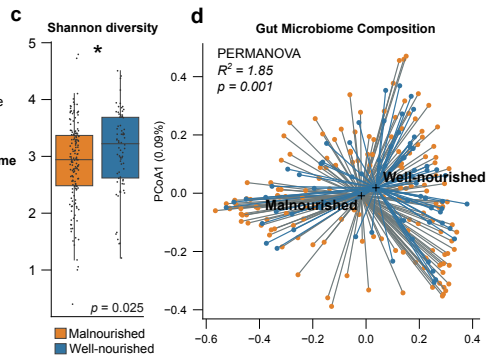 c
Shannon diversity
5
4
3
2
1
*
p = 0.025
Malnourished
Well-nourished
e
me
d
Gut Microbiome Composition
PERMANOVA
R² = 1.85
p = 0.001
PCoA1 (0.09%)
0.4
0.2
0.0
−0.2
−0.4
Well-nourished
Malnourished
−0.6 −0.4 −0.2 0.0 0.2 0.4